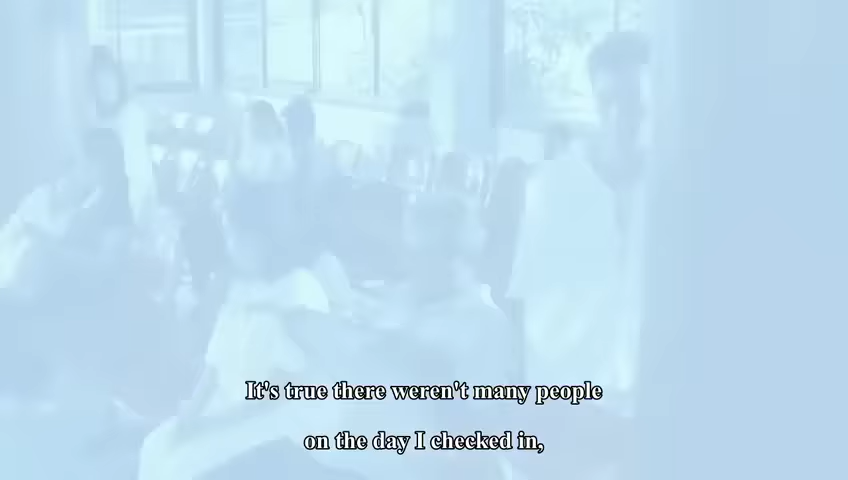 It's true there weren't many people
on the day I checked in,